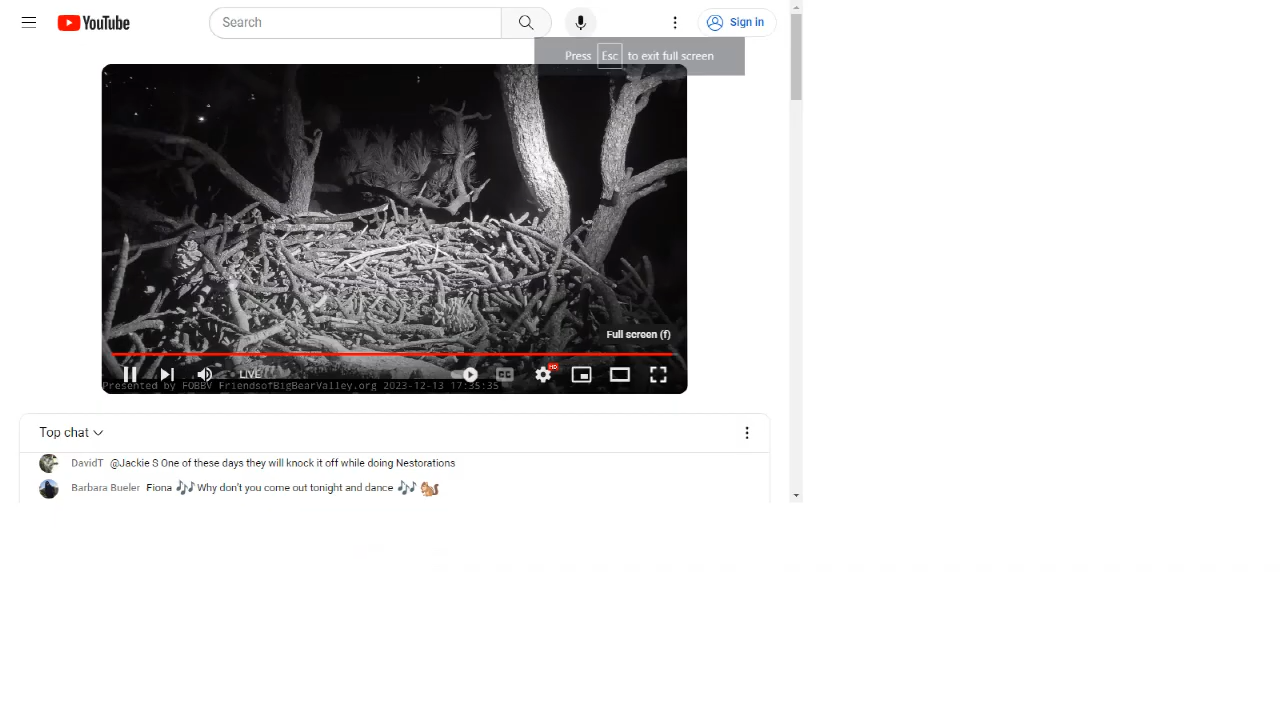 YouTube
Search
Sign in
Press Esc to exit full screen
Full screen (f)
LIVE
CC
HD
Presented by FOBBV FriendsofBigBearValley.org 2023-12-13 17:35:35
Top chat
DavidT @Jackie S One of these days they will knock it off while doing Nestorations
Barbara Bueler Fiona 🎶 Why don't you come out tonight and dance 🎶 🐿️